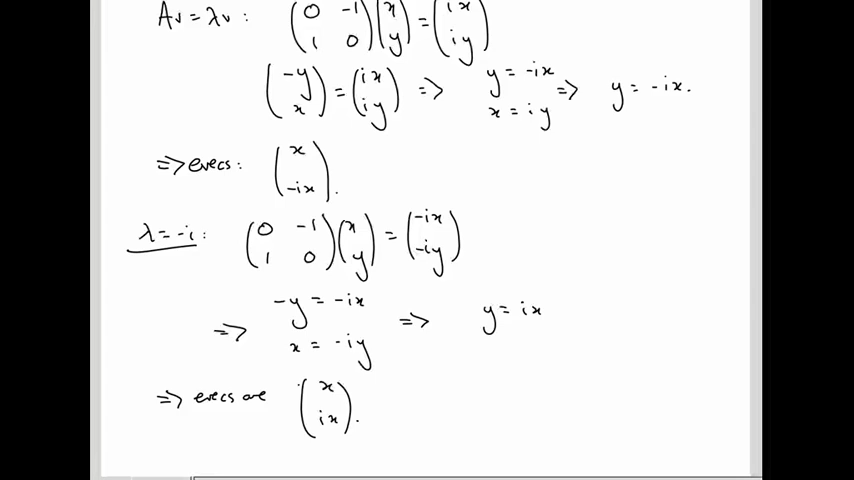 Av = λv : (0 -1; 1 0)(x; y) = (ix; iy)
(-y; x) = (ix; iy) => y = -ix x = iy => y = -ix.
=> evecs: (x; -ix).
λ = -i : (0 -1; 1 0)(x; y) = (-ix; -iy)
=> -y = -ix x = -iy => y = ix
=> evecs are (x; ix).